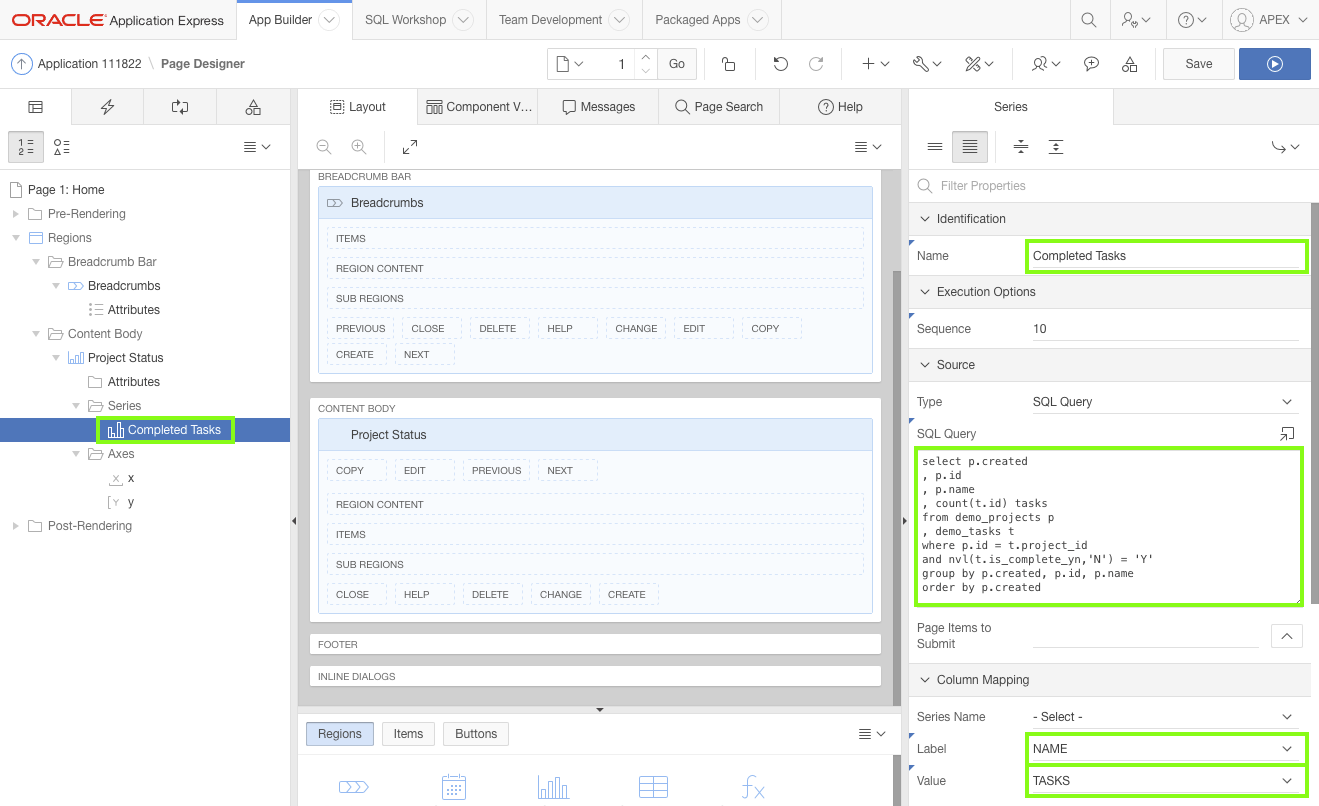 ORACLE Application Express
App Builder
SQL Workshop
Team Development
Packaged Apps
? APEX
Application 111822 \ Page Designer
1
Go
Save
Layout
Component V...
Messages
Page Search
? Help
Series
1
2
Page 1: Home
Pre-Rendering
Regions
Breadcrumb Bar
Breadcrumbs
Attributes
Content Body
Project Status
Attributes
Series
Completed Tasks
Axes
X x
Y y
Post-Rendering
BREADCRUMB BAR
Breadcrumbs
ITEMS
REGION CONTENT
SUB REGIONS
PREVIOUS CLOSE DELETE HELP CHANGE EDIT COPY
CREATE NEXT
CONTENT BODY
Project Status
COPY EDIT PREVIOUS NEXT
REGION CONTENT
ITEMS
SUB REGIONS
CLOSE HELP DELETE CHANGE CREATE
FOOTER
INLINE DIALOGS
Regions Items Buttons
fx
Filter Properties
Identification
Name Completed Tasks
Execution Options
Sequence 10
Source
Type SQL Query
SQL Query
select p.created
, p.id
, p.name
, count(t.id) tasks
from demo_projects p
, demo_tasks t
where p.id = t.project_id
and nvl(t.is_complete_yn,'N') = 'Y'
group by p.created, p.id, p.name
order by p.created
Page Items to
Submit
Column Mapping
Series Name - Select -
Label NAME
Value TASKS